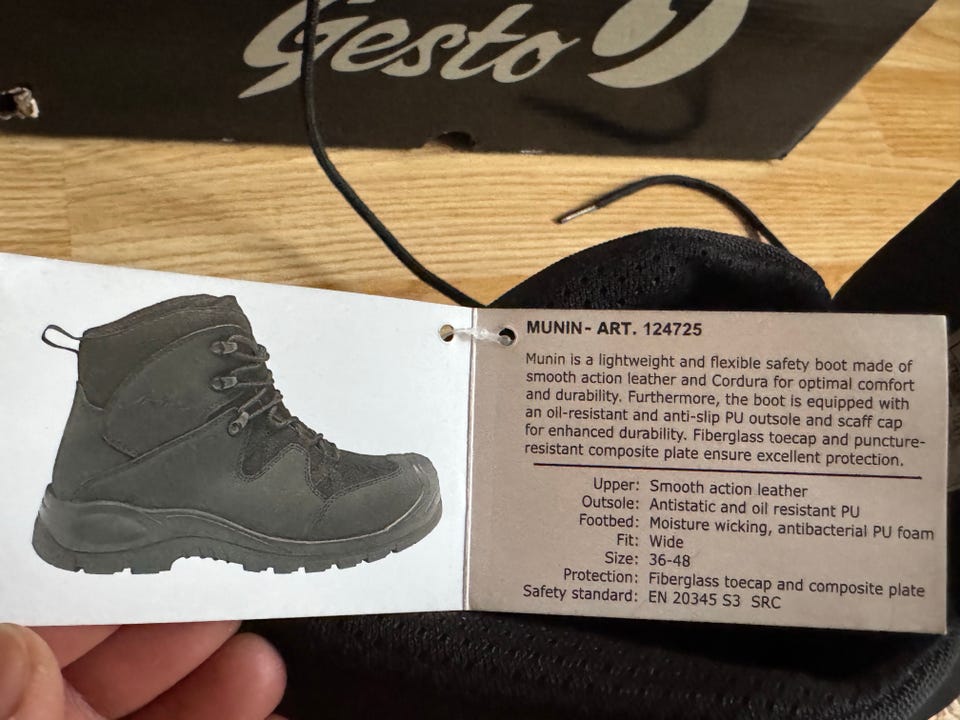 Gesto
MUNIN- ART. 124725
Munin is a lightweight and flexible safety boot made of
smooth action leather and Cordura for optimal comfort
and durability. Furthermore, the boot is equipped with
an oil-resistant and anti-slip PU outsole and scaff cap
for enhanced durability. Fiberglass toecap and puncture-
resistant composite plate ensure excellent protection.
Upper: Smooth action leather
Outsole: Antistatic and oil resistant PU
Footbed: Moisture wicking, antibacterial PU foam
Fit: Wide
Size: 36-48
Protection: Fiberglass toecap and composite plate
Safety standard: EN 20345 S3 SRC